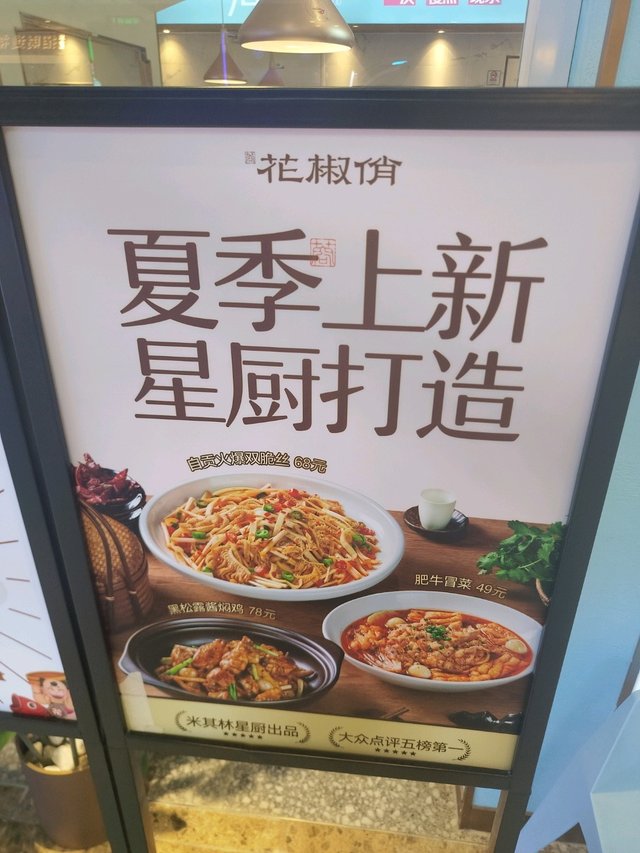 花椒俏
夏季上新
星厨打造
自贡火爆双脆丝 68元
肥牛冒菜 49元
黑松露酱焖鸡 78元
米其林星厨出品
大众点评五榜第一